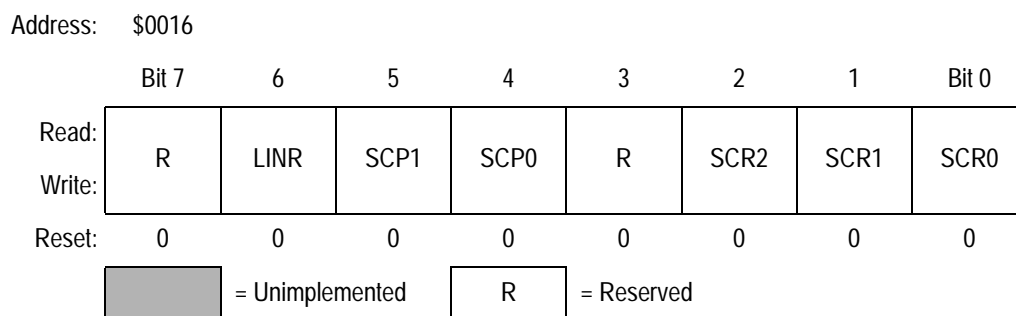 Address: $0016
Bit 7 6 5 4 3 2 1 Bit 0
Read:
R LINR SCP1 SCP0 R SCR2 SCR1 SCR0
Write:
Reset: 0 0 0 0 0 0 0 0
= Unimplemented R = Reserved